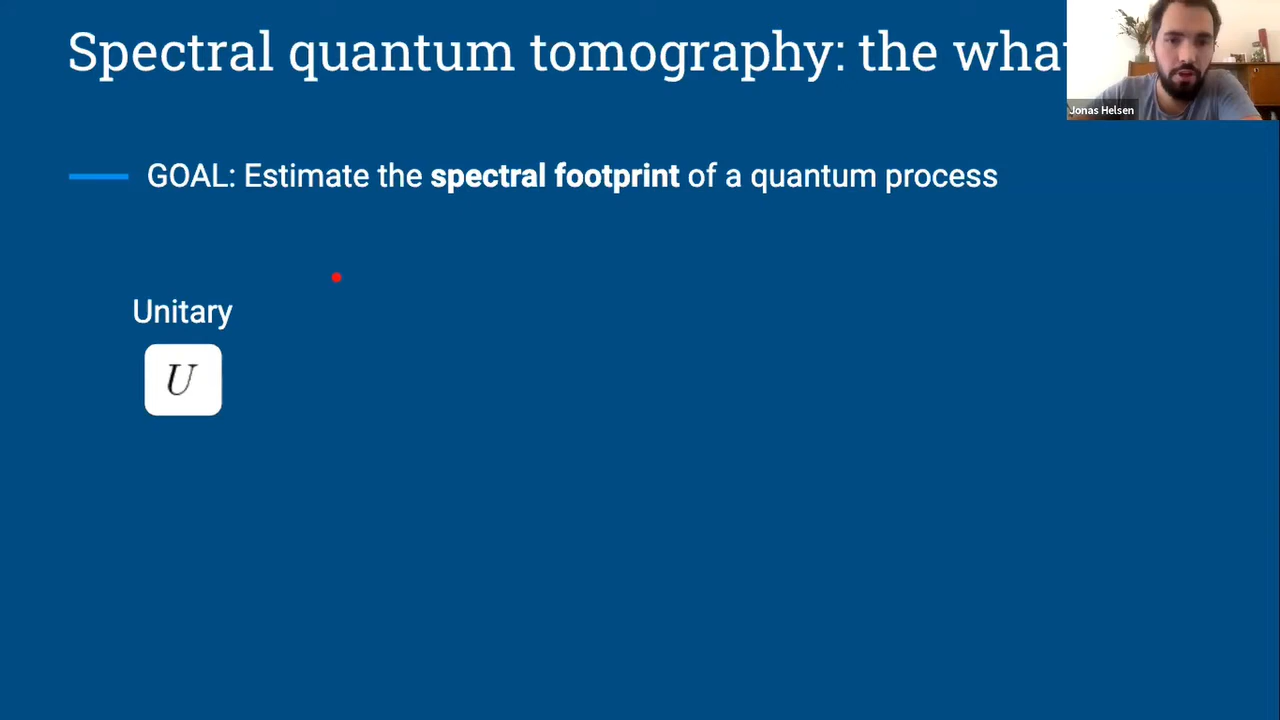 Spectral quantum tomography: the wha
Jonas Helsen
GOAL: Estimate the spectral footprint of a quantum process
Unitary
U